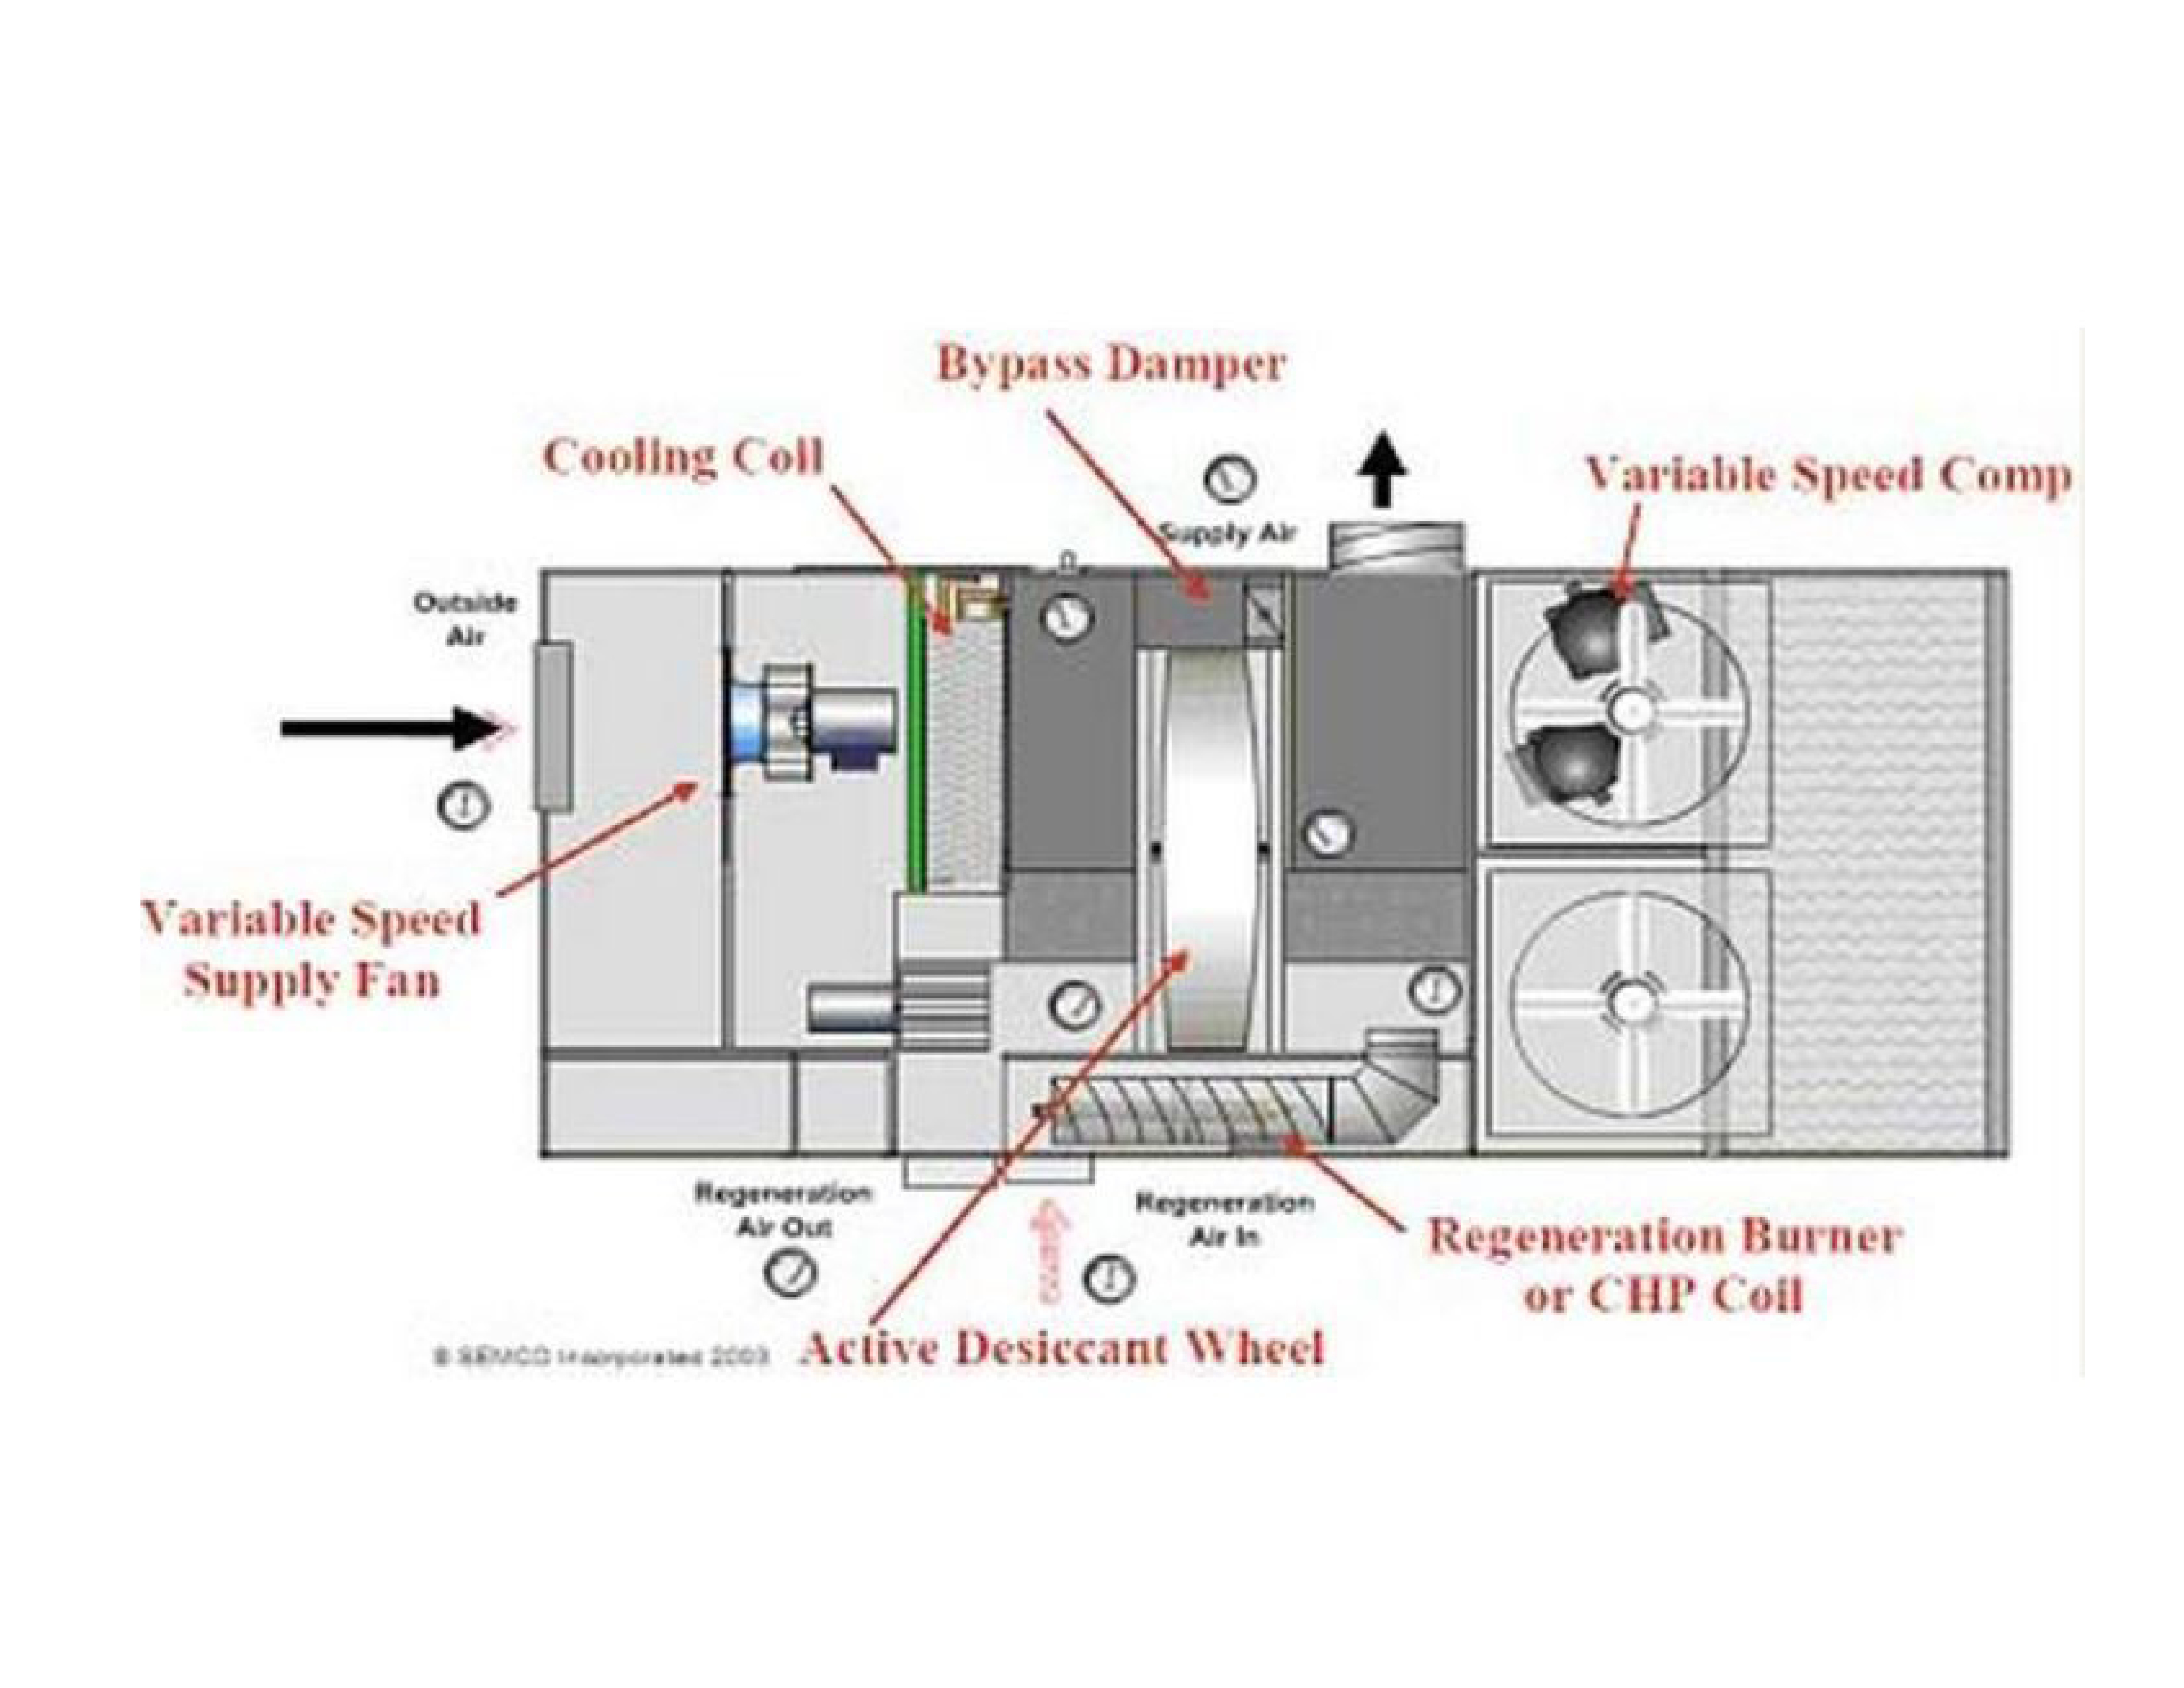 Bypass Damper
Cooling Coil
Variable Speed Comp
Supply Air
Outside
Air
Variable Speed
Supply Fan
Regeneration
Air Out
Regeneration
Air In
Regeneration Burner
or CHP Coil
© SEMCO Incorporated 2003
Active Desiccant Wheel